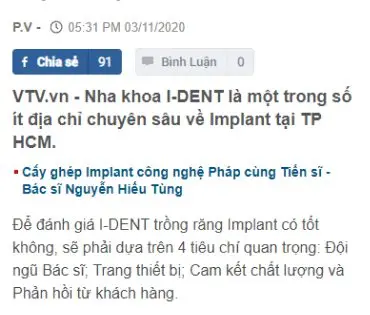 P.V - 05:31 PM 03/11/2020
f Chia sẻ 91 Bình Luận 0
VTV.vn - Nha khoa I-DENT là một trong số
ít địa chỉ chuyên sâu về Implant tại TP
HCM.
▪ Cấy ghép Implant công nghệ Pháp cùng Tiến sĩ -
Bác sĩ Nguyễn Hiếu Tùng
Để đánh giá I-DENT trồng răng Implant có tốt
không, sẽ phải dựa trên 4 tiêu chí quan trọng: Đội
ngũ Bác sĩ; Trang thiết bị; Cam kết chất lượng và
Phản hồi từ khách hàng.